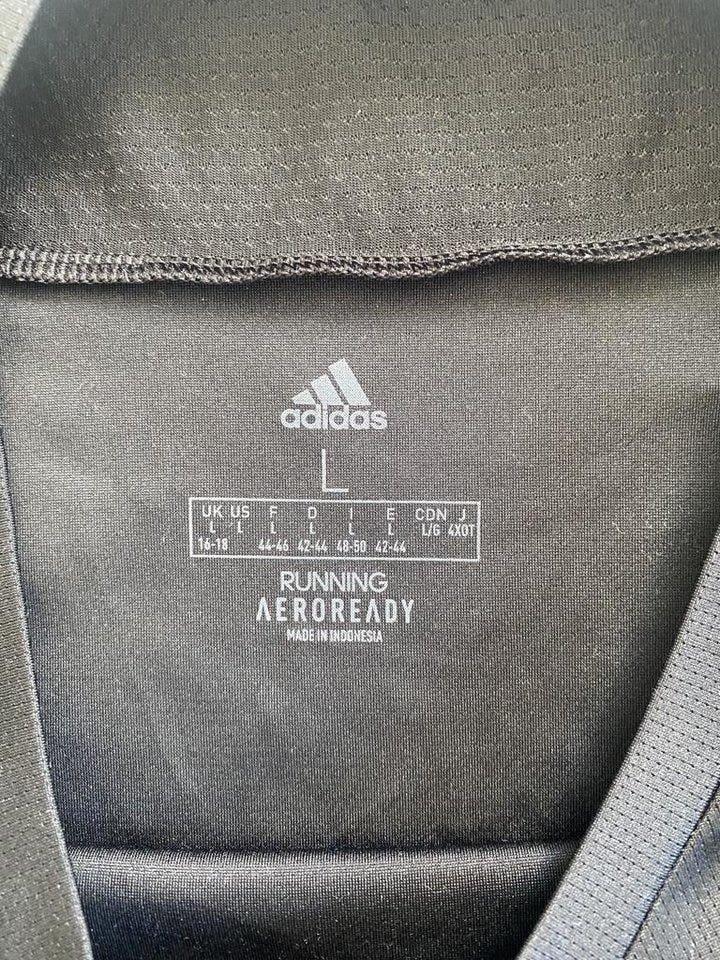 adidas
L
UK US F D I E CDN J
L L L L L L L/G 4XOT
16-18 44-46 42-44 48-50 42-44
RUNNING
AEROREADY
MADE IN INDONESIA